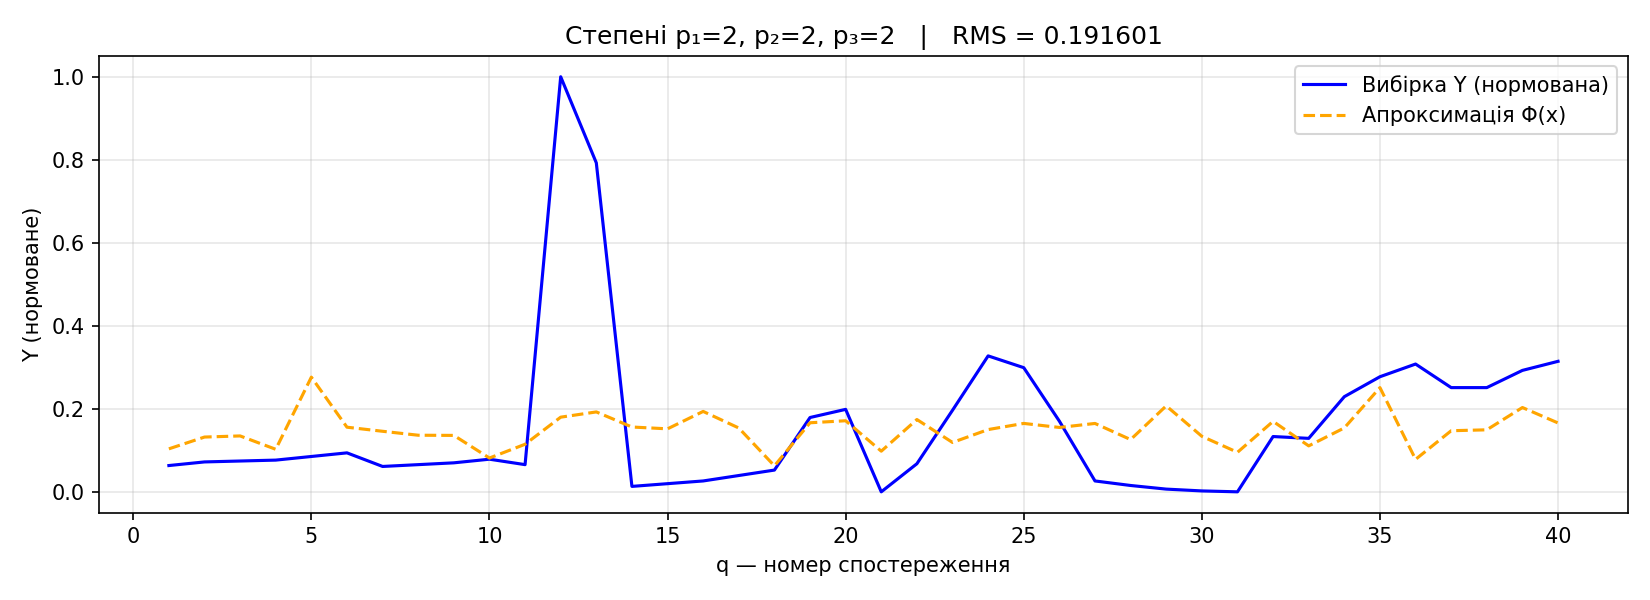 Степені p₁=2, p₂=2, p₃=2 | RMS = 0.191601
Вибірка Y (нормована)
Апроксимація Φ(x)
Y (нормоване)
1.0
0.8
0.6
0.4
0.2
0.0
0 5 10 15 20 25 30 35 40
q — номер спостереження